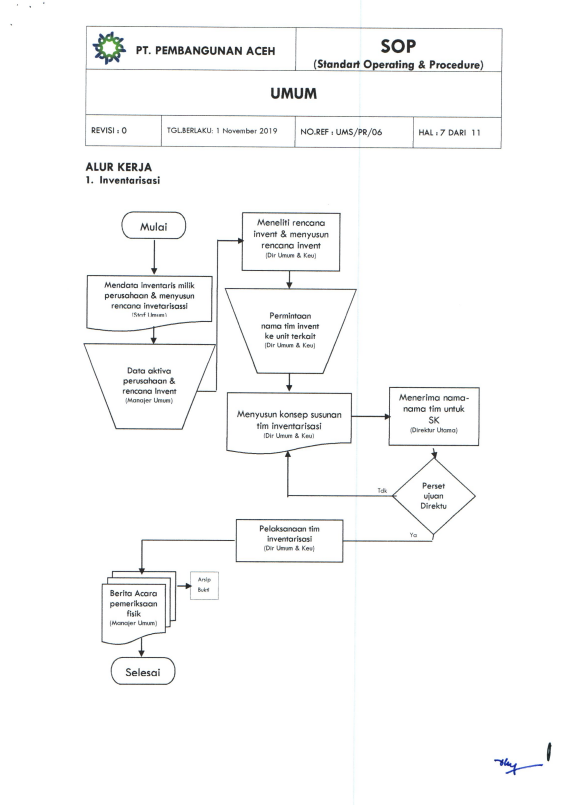 PT. PEMBANGUNAN ACEH
SOP
(Standart Operating & Procedure)
UMUM
REVISI : 0
TGL.BERLAKU: 1 November 2019
NO.REF : UMS/PR/06
HAL : 7 DARI 11
ALUR KERJA
1. Inventarisasi
Mulai
Mendata inventaris milik
perusahaan & menyusun
rencana invetarisassi
(Staf Umum)
Data aktiva
perusahaan &
rencana Invent
(Manajer Umum)
Meneliti rencana
invent & menyusun
rencana invent
(Dir Umum & Keu)
Permintaan
nama tim invent
ke unit terkait
(Dir Umum & Keu)
Menyusun konsep susunan
tim inventarisasi
(Dir Umum & Keu)
Menerima nama-
nama tim untuk
SK
(Direktur Utama)
Perset
ujuan
Direktu
Tdk
Ya
Pelaksanaan tim
inventarisasi
(Dir Umum & Keu)
Berita Acara
pemeriksaan
fisik
(Manajer Umum)
Arsip
Bukt
Selesai